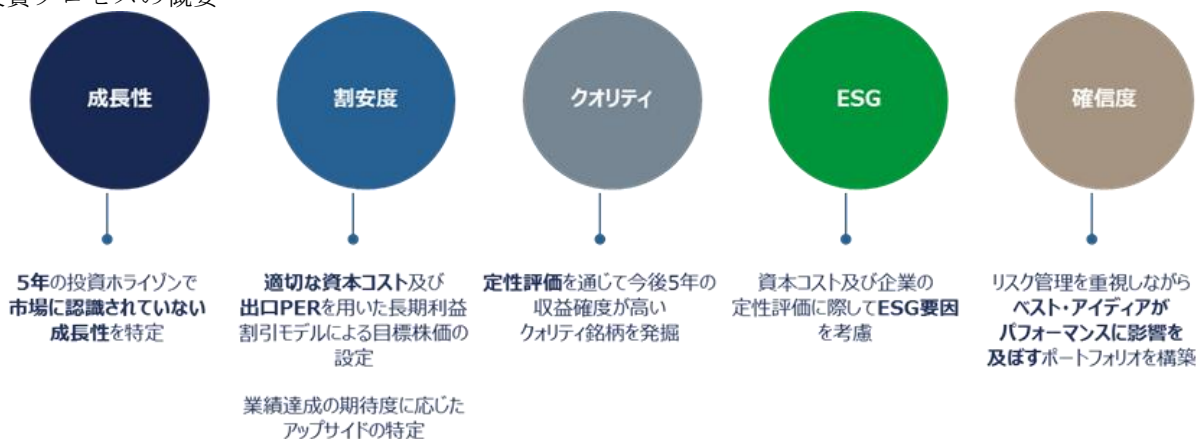 投資プロセスの概要
成長性
割安度
クオリティ
ESG
確信度
5年の投資ホライゾンで
市場に認識されていない
成長性を特定
適切な資本コスト及び
出口PERを用いた長期利益
割引モデルによる目標株価の
設定
業績達成の期待度に応じた
アップサイドの特定
定性評価を通じて今後5年の
収益確度が高い
クォリティ銘柄を発掘
資本コスト及び企業の
定性評価に際してESG要因
を考慮
リスク管理を重視しながら
ベスト・アイディアが
パフォーマンスに影響を
及ぼすポートフォリオを構築